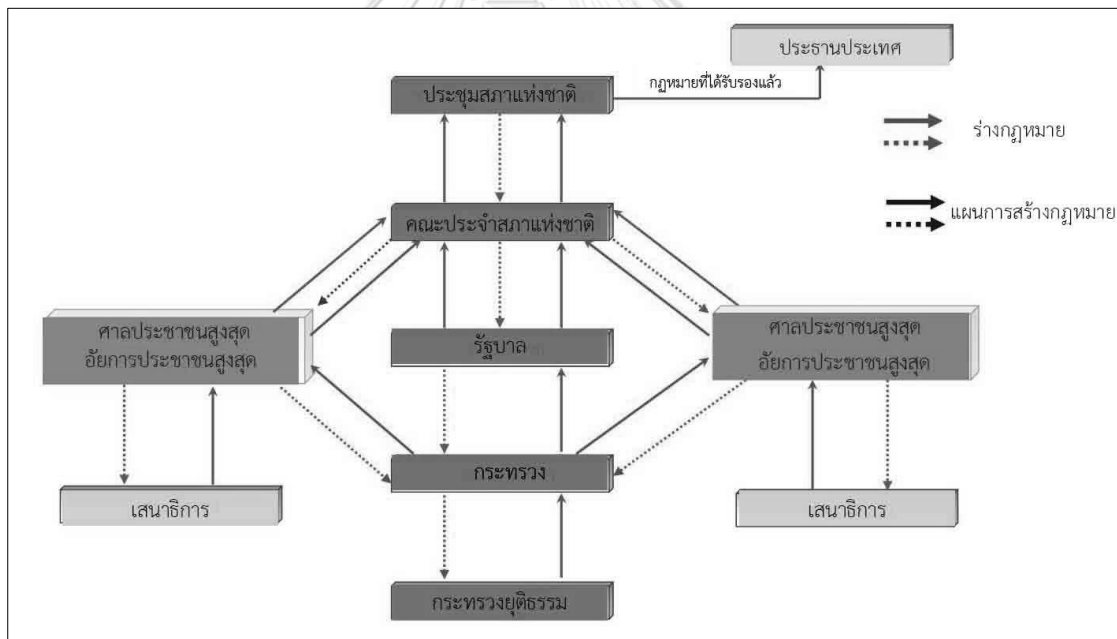 ประธานประเทศ
ประชุมสภาแห่งชาติ
กฎหมายที่ได้รับรองแล้ว
ร่างกฎหมาย
คณะประจำสภาแห่งชาติ
แผนการสร้างกฎหมาย
ศาลประชาชนสูงสุด
อัยการประชาชนสูงสุด
รัฐบาล
ศาลประชาชนสูงสุด
อัยการประชาชนสูงสุด
กระทรวง
เสนาธิการ
เสนาธิการ
กระทรวงยุติธรรม